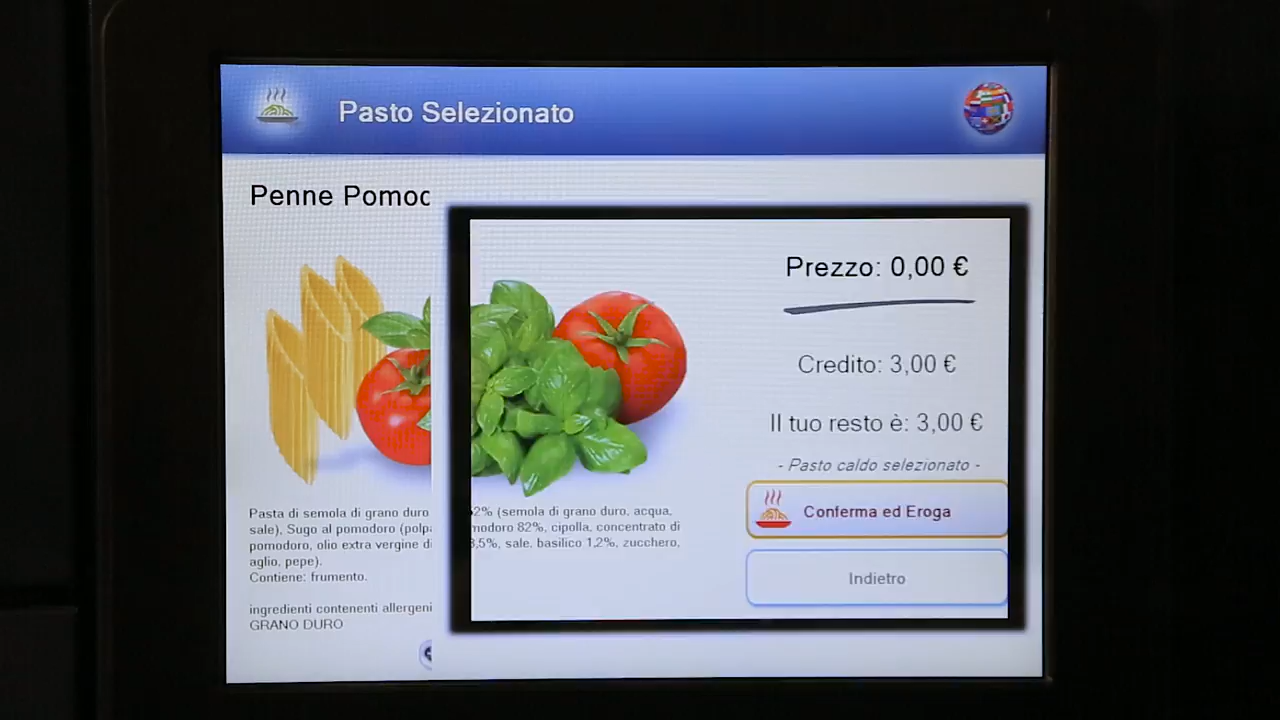 Pasto Selezionato
Penne Pomoc
Prezzo: 0,00 €
Credito: 3,00 €
Il tuo resto è: 3,00 €
- Pasto caldo selezionato -
Conferma ed Eroga
Indietro
Pasta di semola di grano duro
sale), Sugo al pomodoro (polpa
pomodoro, olio extra vergine di
aglio, pepe).
Contiene: frumento.
ingredienti contenenti allergeni
GRANO DURO
52% (semola di grano duro, acqua,
modoro 82%, cipolla, concentrato di
3,5%, sale, basilico 1,2%, zucchero,